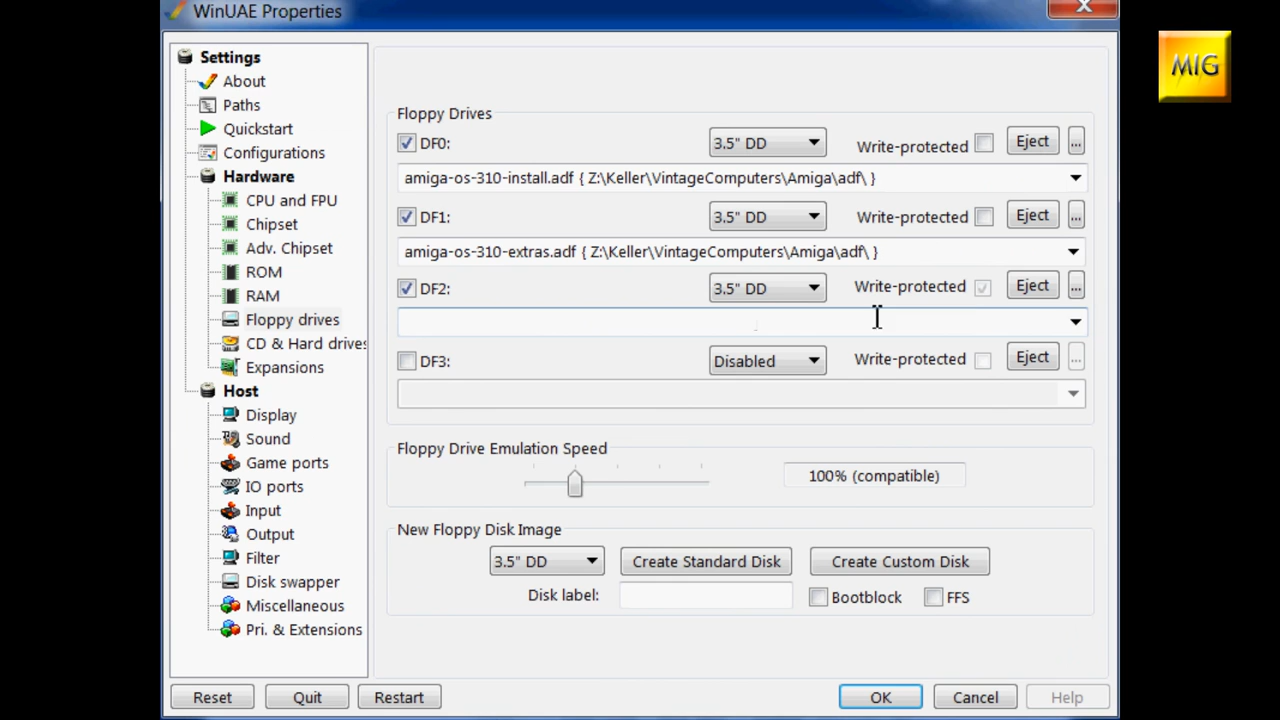 WinUAE Properties
MIG
Settings
About
Paths
Quickstart
Configurations
Hardware
CPU and FPU
Chipset
Adv. Chipset
ROM
RAM
Floppy drives
CD & Hard drives
Expansions
Host
Display
Sound
Game ports
IO ports
Input
Output
Filter
Disk swapper
Miscellaneous
Pri. & Extensions
Floppy Drives
DF0: 3.5" DD Write-protected Eject ...
amiga-os-310-install.adf { Z:\Keller\VintageComputers\Amiga\adf\ }
DF1: 3.5" DD Write-protected Eject ...
amiga-os-310-extras.adf { Z:\Keller\VintageComputers\Amiga\adf\ }
DF2: 3.5" DD Write-protected Eject ...
DF3: Disabled Write-protected Eject ...
Floppy Drive Emulation Speed
100% (compatible)
New Floppy Disk Image
3.5" DD Create Standard Disk Create Custom Disk
Disk label: Bootblock FFS
Reset Quit Restart OK Cancel Help